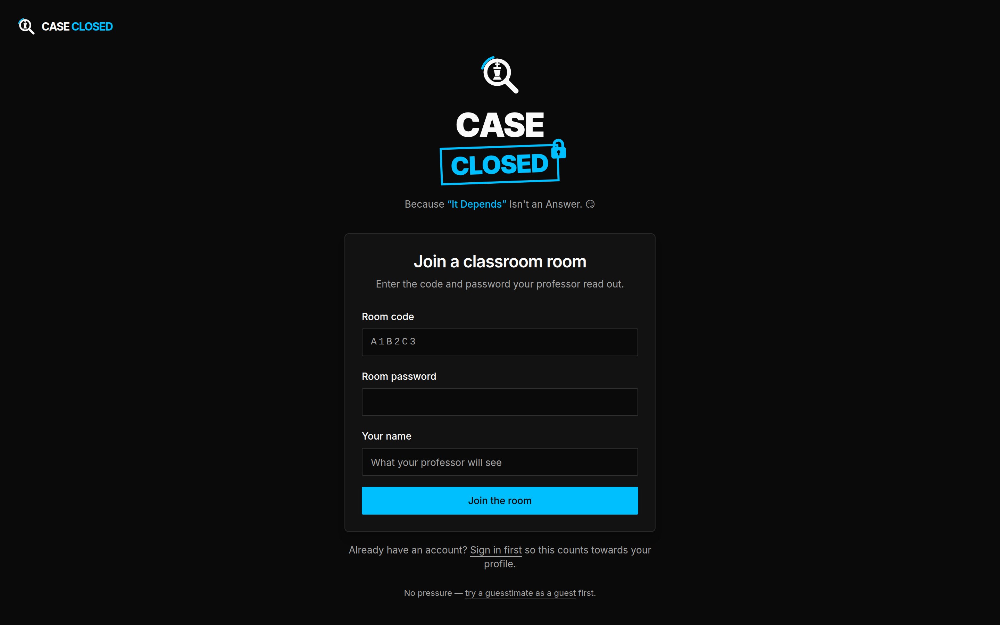 CASE CLOSED
CASE
CLOSED
Because “It Depends” Isn't an Answer. 😏
Join a classroom room
Enter the code and password your professor read out.
Room code
A1B2C3
Room password
Your name
What your professor will see
Join the room
Already have an account? Sign in first so this counts towards your
profile.
No pressure — try a guesstimate as a guest first.